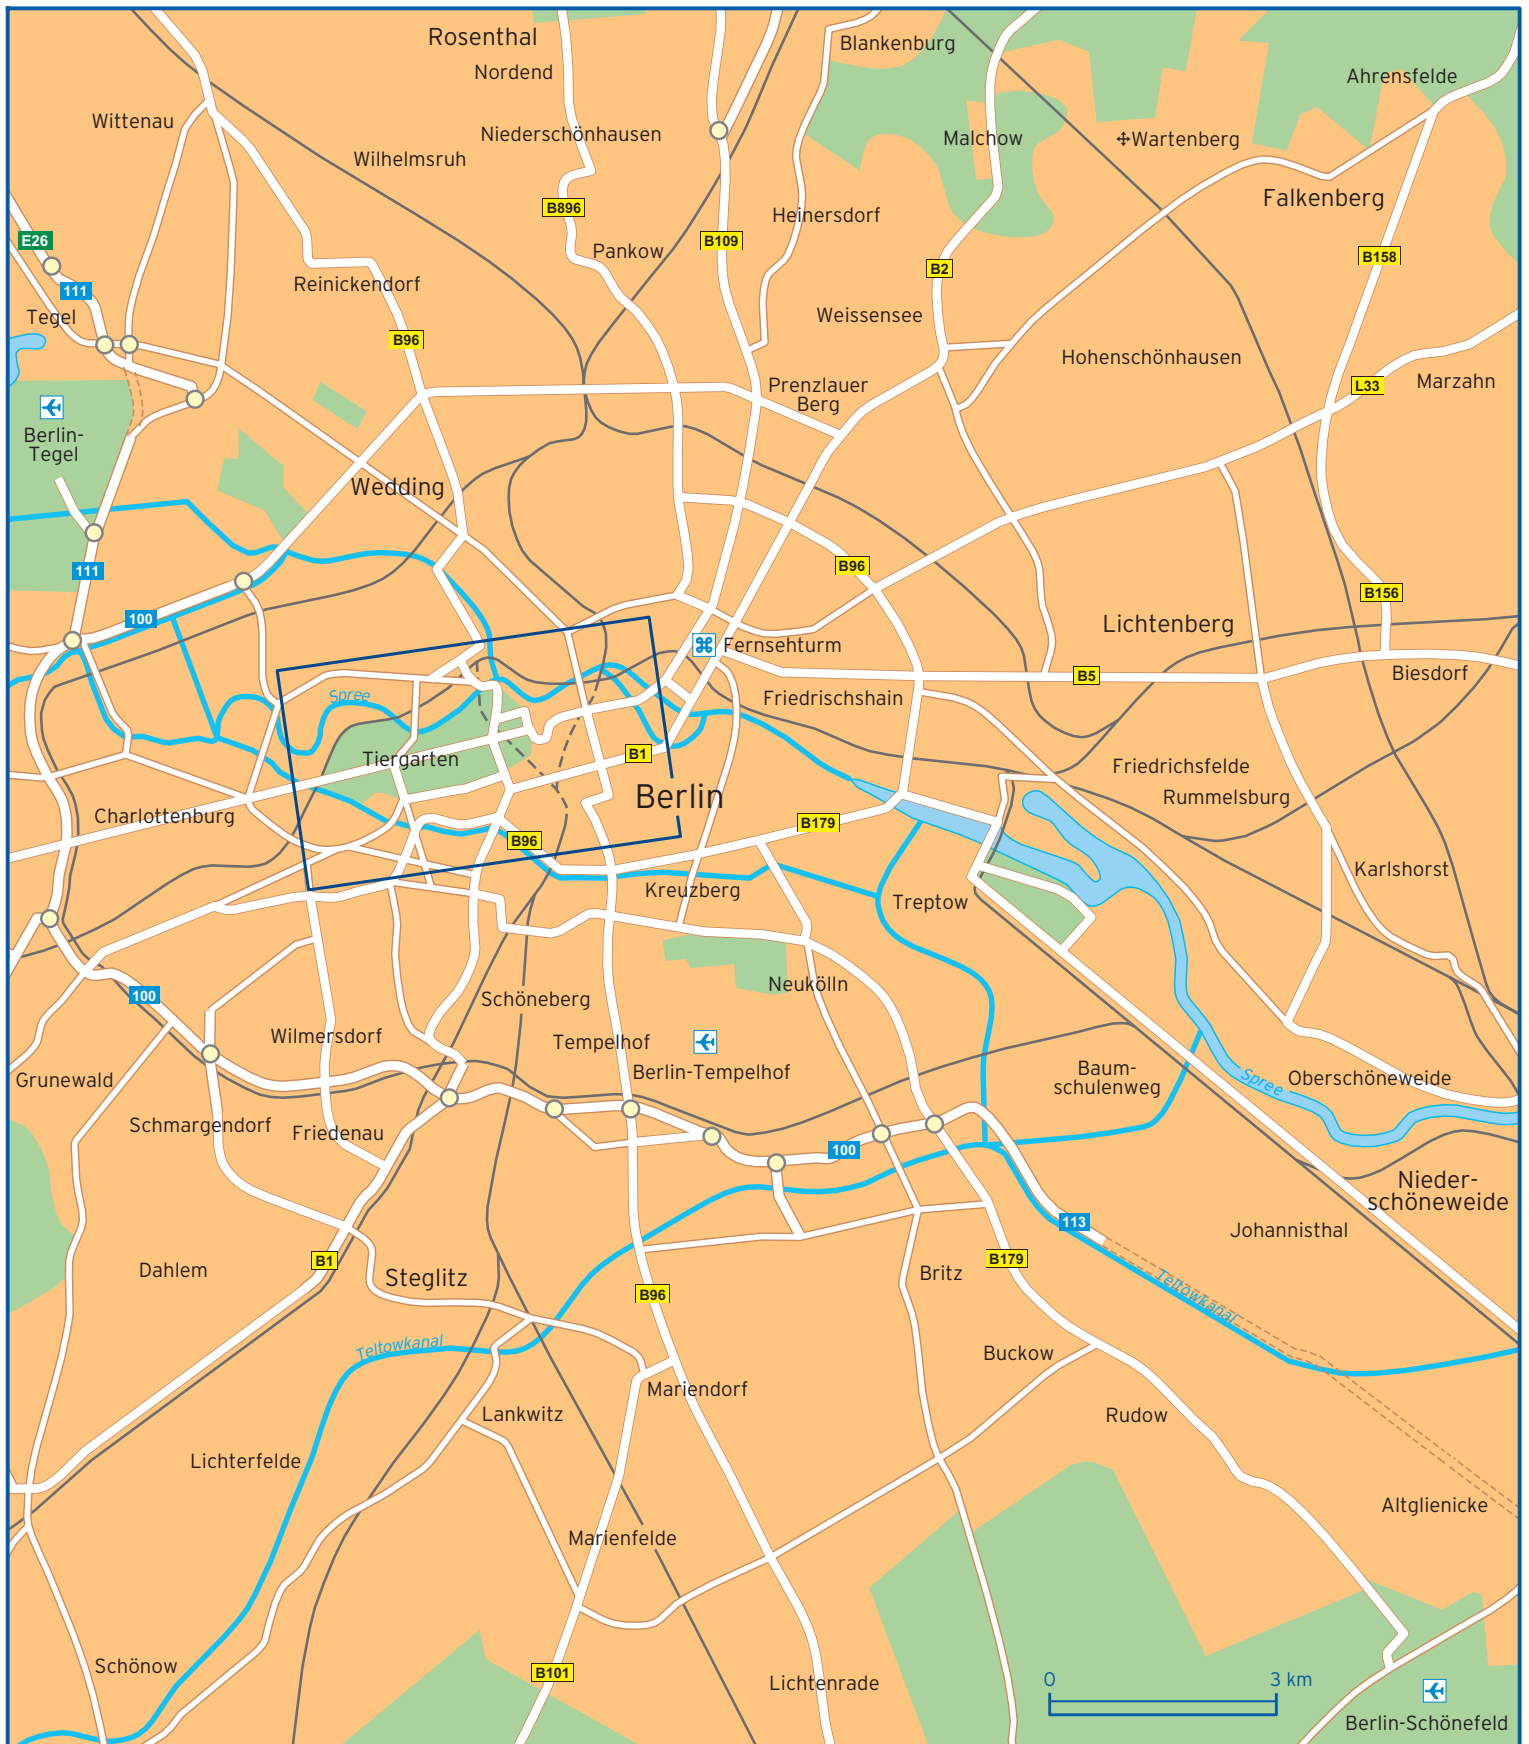 Rosenthal
Blankenburg
Nordend
Ahrensfelde
Wittenau
Niederschönhausen
Malchow
Wartenberg
Wilhelmsruh
Falkenberg
B896
Heinersdorf
E26
B109
Pankow
B158
B2
111
Reinickendorf
Tegel
Weissensee
B96
Hohenschönhausen
Prenzlauer
Berg
L33
Marzahn
Berlin-
Tegel
Wedding
B96
111
B156
100
Lichtenberg
Fernsehturm
Biesdorf
B5
Spree
Friedrischshain
Tiergarten
B1
Friedrichsfelde
Berlin
Rummelsburg
Charlottenburg
B179
B96
Karlshorst
Kreuzberg
Treptow
Neukölln
100
Schöneberg
Wilmersdorf
Tempelhof
Berlin-Tempelhof
Baum-
schulenweg
Grunewald
Spree
Oberschöneweide
Schmargendorf
Friedenau
100
Nieder-
schöneweide
113
Johannisthal
B1
Dahlem
Steglitz
Britz
B179
B96
Teltowkanal
Teltowkanal
Buckow
Mariendorf
Lankwitz
Rudow
Lichterfelde
Altglienicke
Marienfelde
Schönow
B101
Lichtenrade
0 3 km
Berlin-Schönefeld